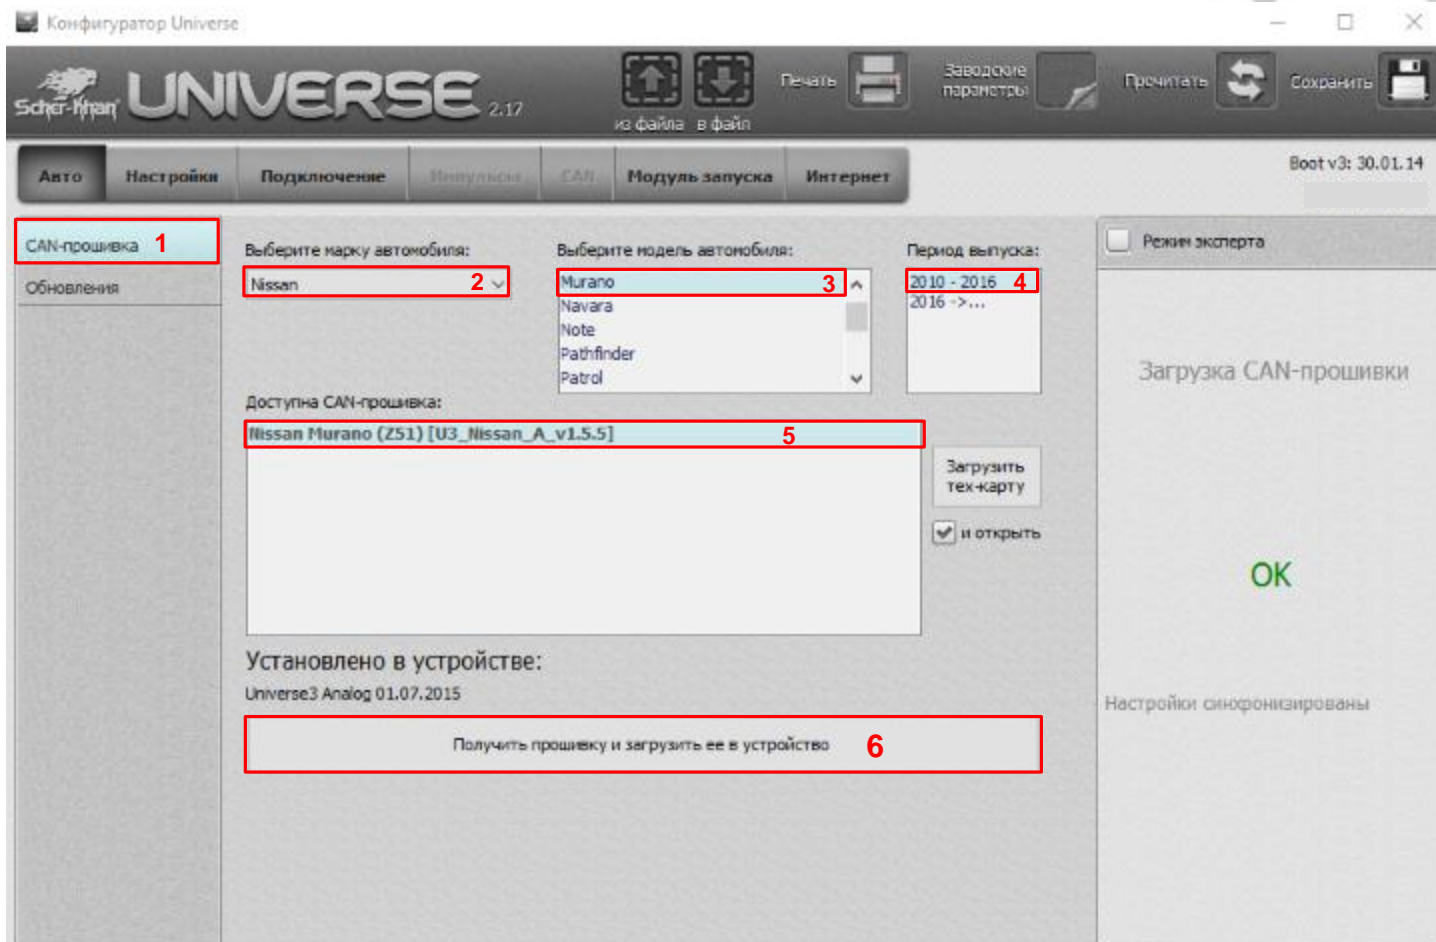 Конфигуратор Universe
Scher-Khan UNIVERSE 2.17
из файла
в файл
Печать
Заводские
параметры
Прочитать
Сохранить
Авто
Настройки
Подключение
CAN
Модуль запуска
Интернет
Boot v3: 30.01.14
CAN-прошивка 1
Обновления
Выберите марку автомобиля:
Nissan 2
Выберите модель автомобиля:
Murano 3
Navara
Note
Pathfinder
Patrol
Период выпуска:
2010 - 2016 4
2016 ->...
Доступна CAN-прошивка:
Nissan Murano (Z51) [U3_Nissan_A_v1.5.5] 5
Загрузить
тех-карту
и открыть
Установлено в устройстве:
Universe3 Analog 01.07.2015
Получить прошивку и загрузить ее в устройство 6
Режим эксперта
Загрузка CAN-прошивки
OK
Настройки синхронизированы